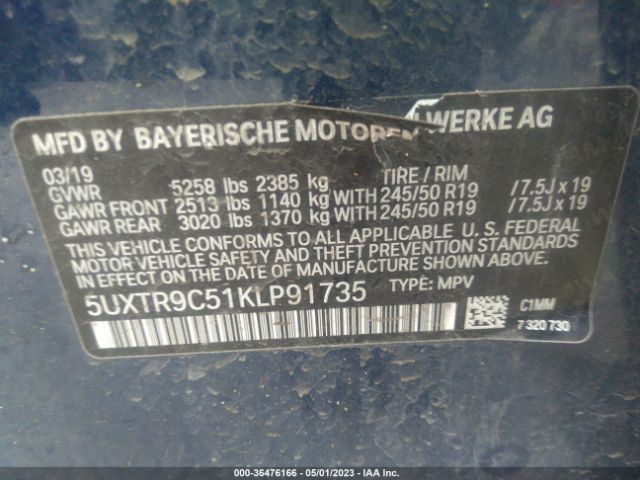 MFD BY BAYERISCHE MOTOREN WERKE AG
03/19 TIRE / RIM
GVWR 5258 lbs 2385 kg
GAWR FRONT 2513 lbs 1140 kg WITH 245/50 R19 /7.5J x 19
GAWR REAR 3020 lbs 1370 kg WITH 245/50 R19 /7.5J x 19
THIS VEHICLE CONFORMS TO ALL APPLICABLE U. S. FEDERAL
MOTOR VEHICLE SAFETY AND THEFT PREVENTION STANDARDS
IN EFFECT ON THE DATE OF MANUFACTURE SHOWN ABOVE.
5UXTR9C51KLP91735 TYPE: MPV
C1MM
7 320 730
000-36476166 - 05/01/2023 - IAA Inc.